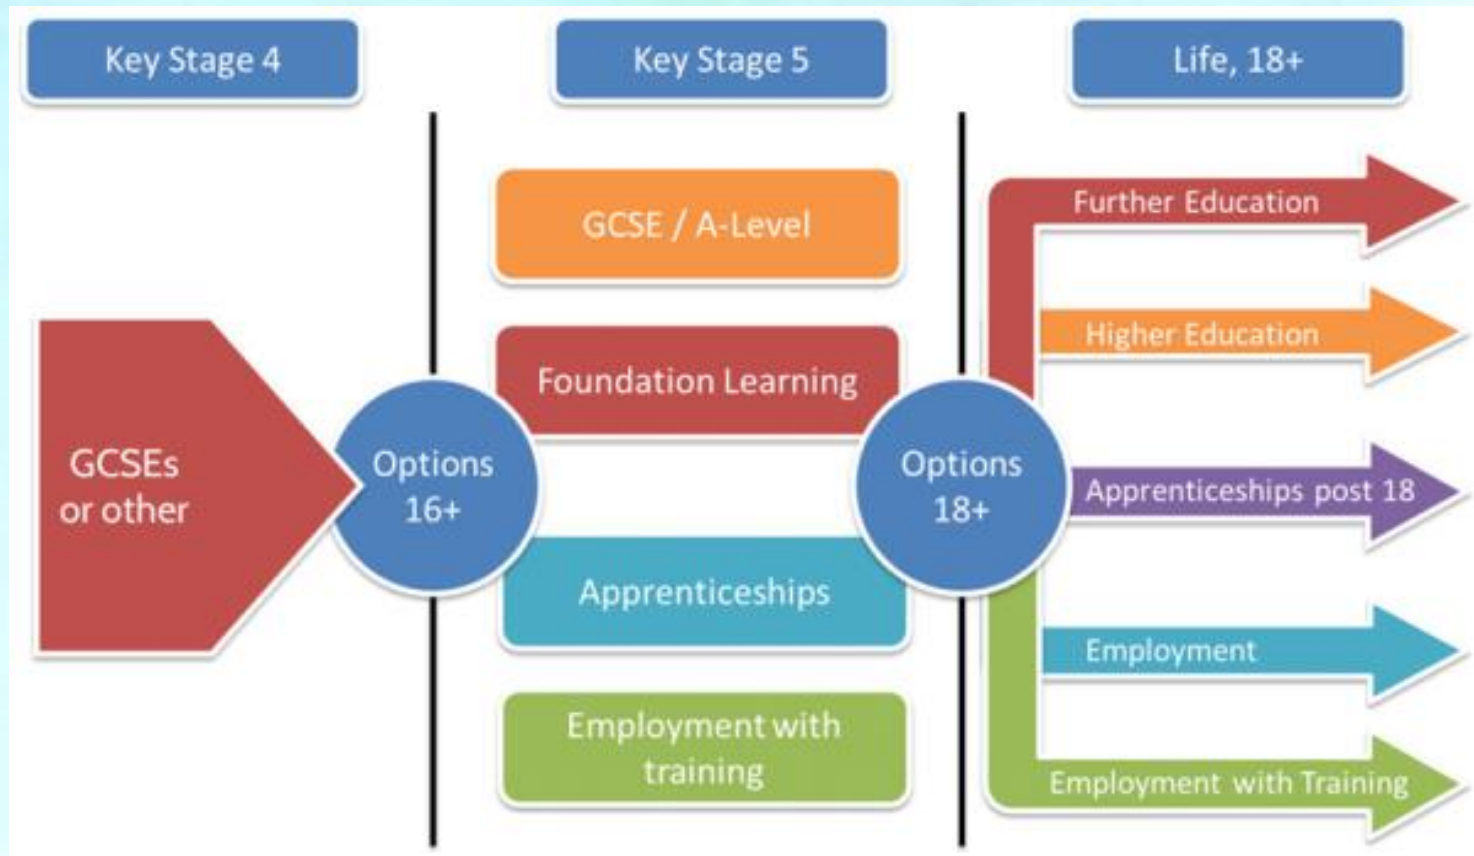 Key Stage 4
Key Stage 5
Life, 18+
GCSEs
or other
Options
16+
GCSE / A-Level
Foundation Learning
Apprenticeships
Employment with
training
Options
18+
Further Education
Higher Education
Apprenticeships post 18
Employment
Employment with Training